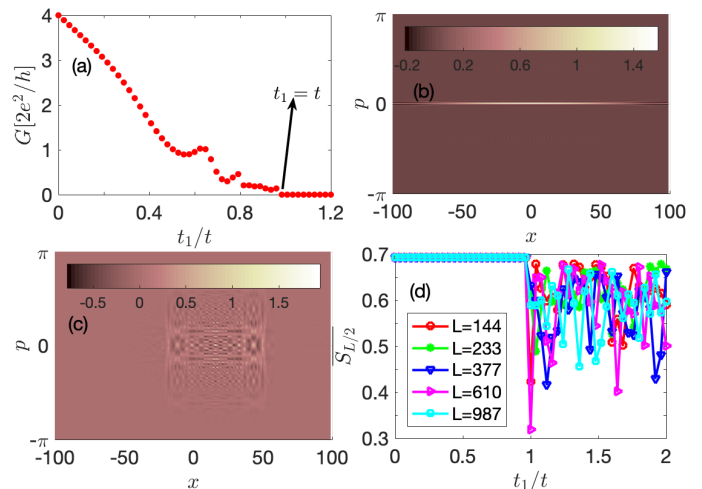 4
3
2
1
0
G[2e²/h]
(a)
t₁ = t
0
0.4
0.8
1.2
t₁/t
π
0
-π
p
-0.2
0.6
1.4
(b)
-100
-50
0
50
100
x
π
0
-π
p
-0.5
0
0.5
1
1.5
(c)
-100
-50
0
50
100
x
0.7
0.6
0.5
0.4
0.3
S_{L/2}
(d)
L=144
L=233
L=377
L=610
L=987
0
0.5
1
1.5
2
t₁/t